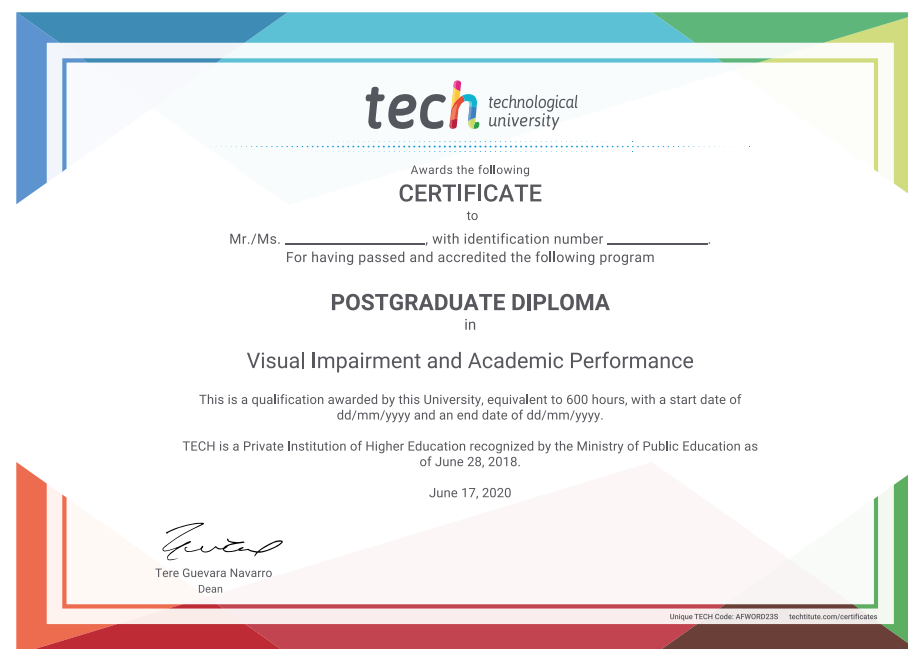 tech technological
university
Awards the following
CERTIFICATE
to
Mr./Ms. ____________________, with identification number ______________.
For having passed and accredited the following program
POSTGRADUATE DIPLOMA
in
Visual Impairment and Academic Performance
This is a qualification awarded by this University, equivalent to 600 hours, with a start date of
dd/mm/yyyy and an end date of dd/mm/yyyy.
TECH is a Private Institution of Higher Education recognized by the Ministry of Public Education as
of June 28, 2018.
June 17, 2020
Tere Guevara Navarro
Dean
Unique TECH Code: AFWORD23S techtitute.com/certificates